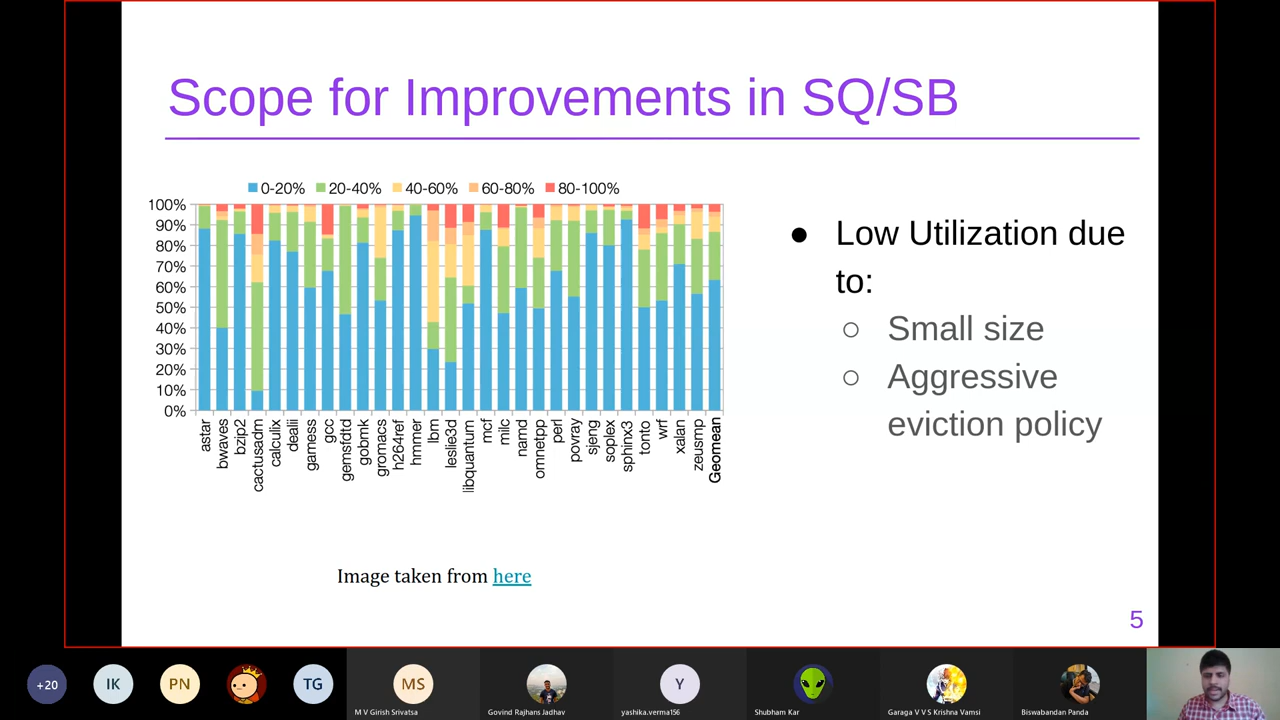 Scope for Improvements in SQ/SB
0-20% 20-40% 40-60% 60-80% 80-100%
100%
90%
80%
70%
60%
50%
40%
30%
20%
10%
0%
astar
bwaves
bzip2
cactusadm
calculix
dealii
gamess
gcc
gemsfdtd
gobmk
gromacs
h264ref
hmmer
lbm
leslie3d
libquantum
mcf
milc
namd
omnetpp
perl
povray
sjeng
soplex
sphinx3
tonto
wrf
xalan
zeusmp
Geomean
● Low Utilization due
to:
○ Small size
○ Aggressive
eviction policy
Image taken from here
5
+20
IK
PN
TG
MS
Y
M V Girish Srivatsa
Govind Rajhans Jadhav
yashika.verma156
Shubham Kar
Garaga V V S Krishna Vamsi
Biswabandan Panda